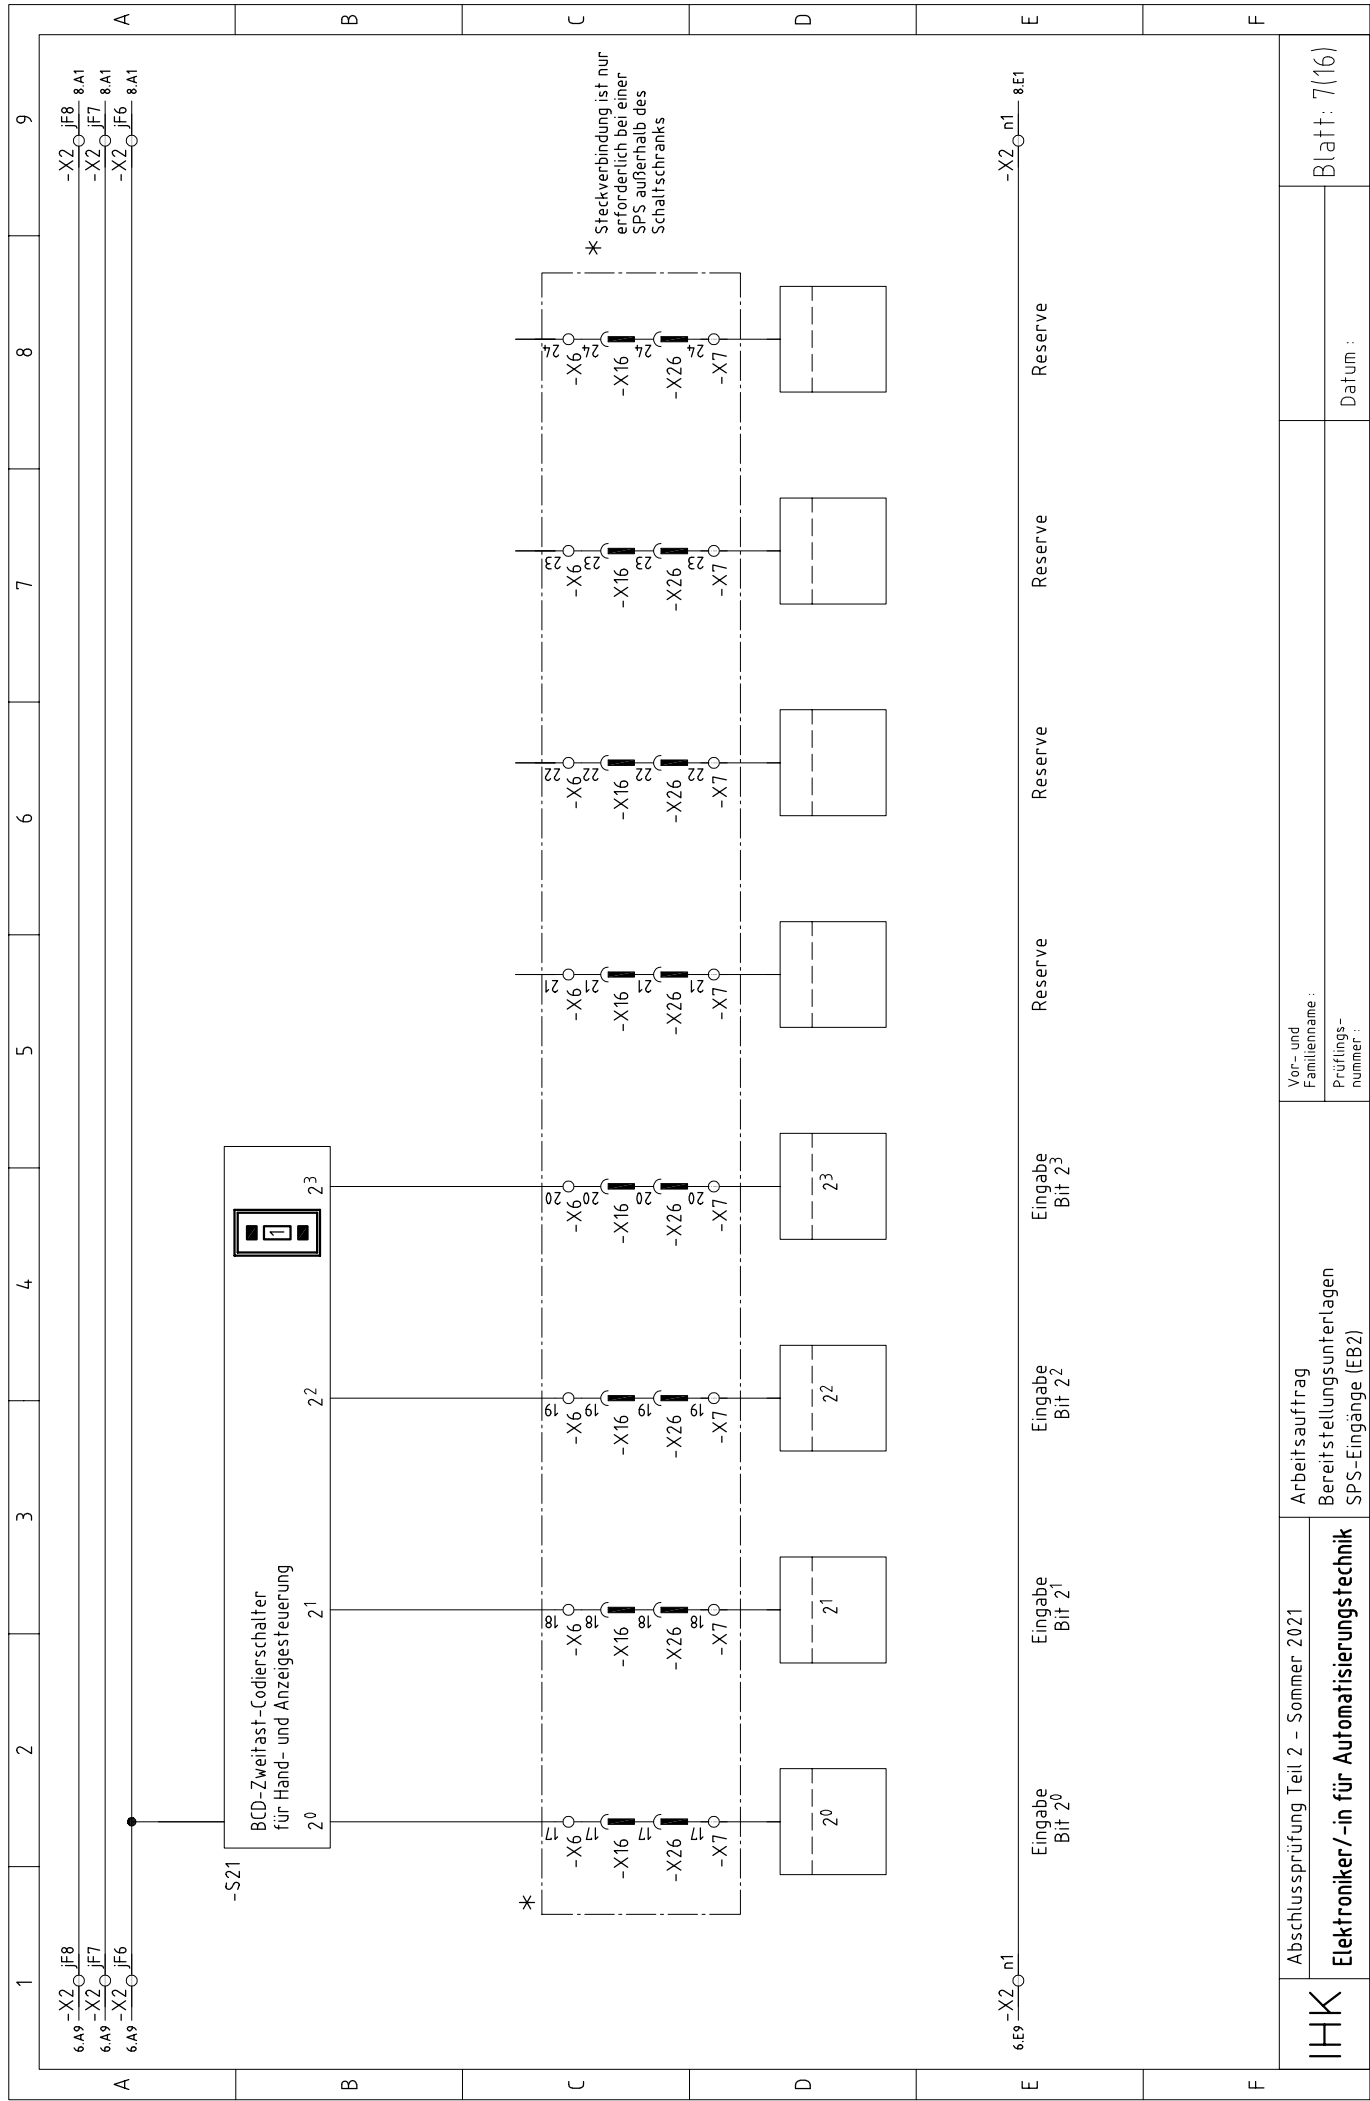 1 2 3 4 5 6 7 8 9
A
B
C
D
E
F
A
B
C
D
E
F
6.A9 -X2 jF8
6.A9 -X2 jF7
6.A9 -X2 jF6
-X2 jF8 8.A1
-X2 jF7 8.A1
-X2 jF6 8.A1
-S21
BCD-Zweitast-Codierschalter
für Hand- und Anzeigesteuerung
1
2⁰ 2¹ 2² 2³
*
* Steckverbindung ist nur
erforderlich bei einer
SPS außerhalb des
Schaltschranks
17 18 19 20 21 22 23 24
-X6 -X6 -X6 -X6 -X6 -X6 -X6 -X6
17 18 19 20 21 22 23 24
-X16 -X16 -X16 -X16 -X16 -X16 -X16 -X16
17 18 19 20 21 22 23 24
-X26 -X26 -X26 -X26 -X26 -X26 -X26 -X26
17 18 19 20 21 22 23 24
-X7 -X7 -X7 -X7 -X7 -X7 -X7 -X7
2⁰ 2¹ 2² 2³
6.E9 -X2 n1
-X2 n1 8.E1
Eingabe Eingabe Eingabe Eingabe Reserve Reserve Reserve Reserve
Bit 2⁰ Bit 2¹ Bit 2² Bit 2³
IHK
Abschlussprüfung Teil 2 - Sommer 2021
Elektroniker/-in für Automatisierungstechnik
Arbeitsauftrag
Bereitstellungsunterlagen
SPS-Eingänge (EB2)
Vor- und
Familienname :
Prüflings-
nummer :
Datum :
Blatt: 7(16)